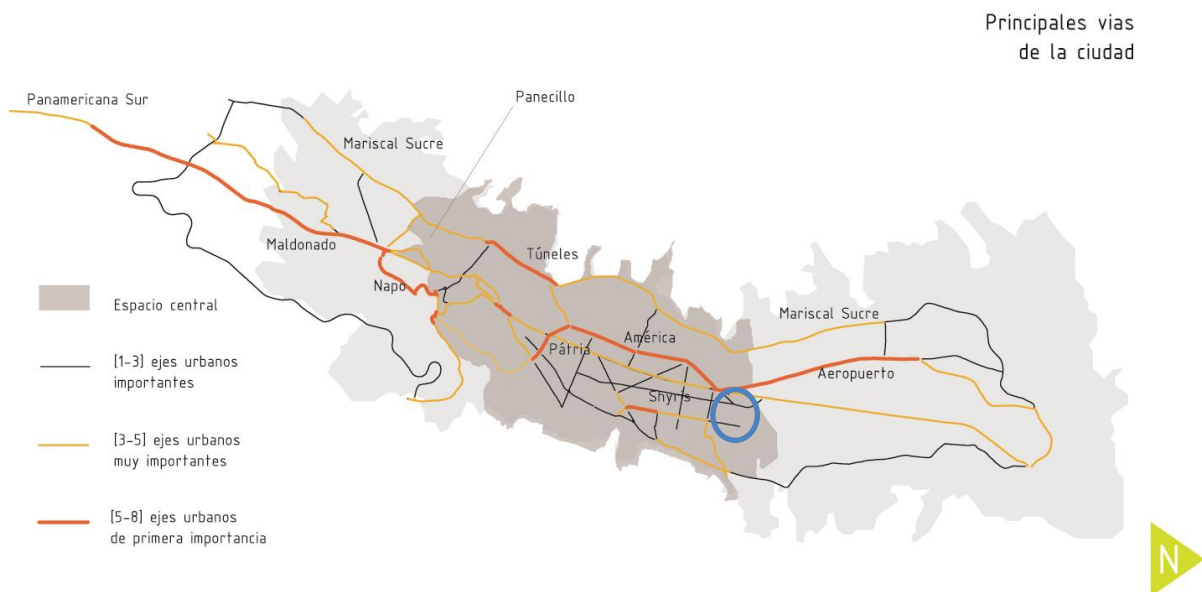 Principales vias
de la ciudad
Panamericana Sur
Panecillo
Mariscal Sucre
Maldonado
Túneles
Napo
Espacio central
Mariscal Sucre
América
Pátria
Aeropuerto
Shyris
[1-3] ejes urbanos
importantes
[3-5] ejes urbanos
muy importantes
[5-8] ejes urbanos
de primera importancia
N